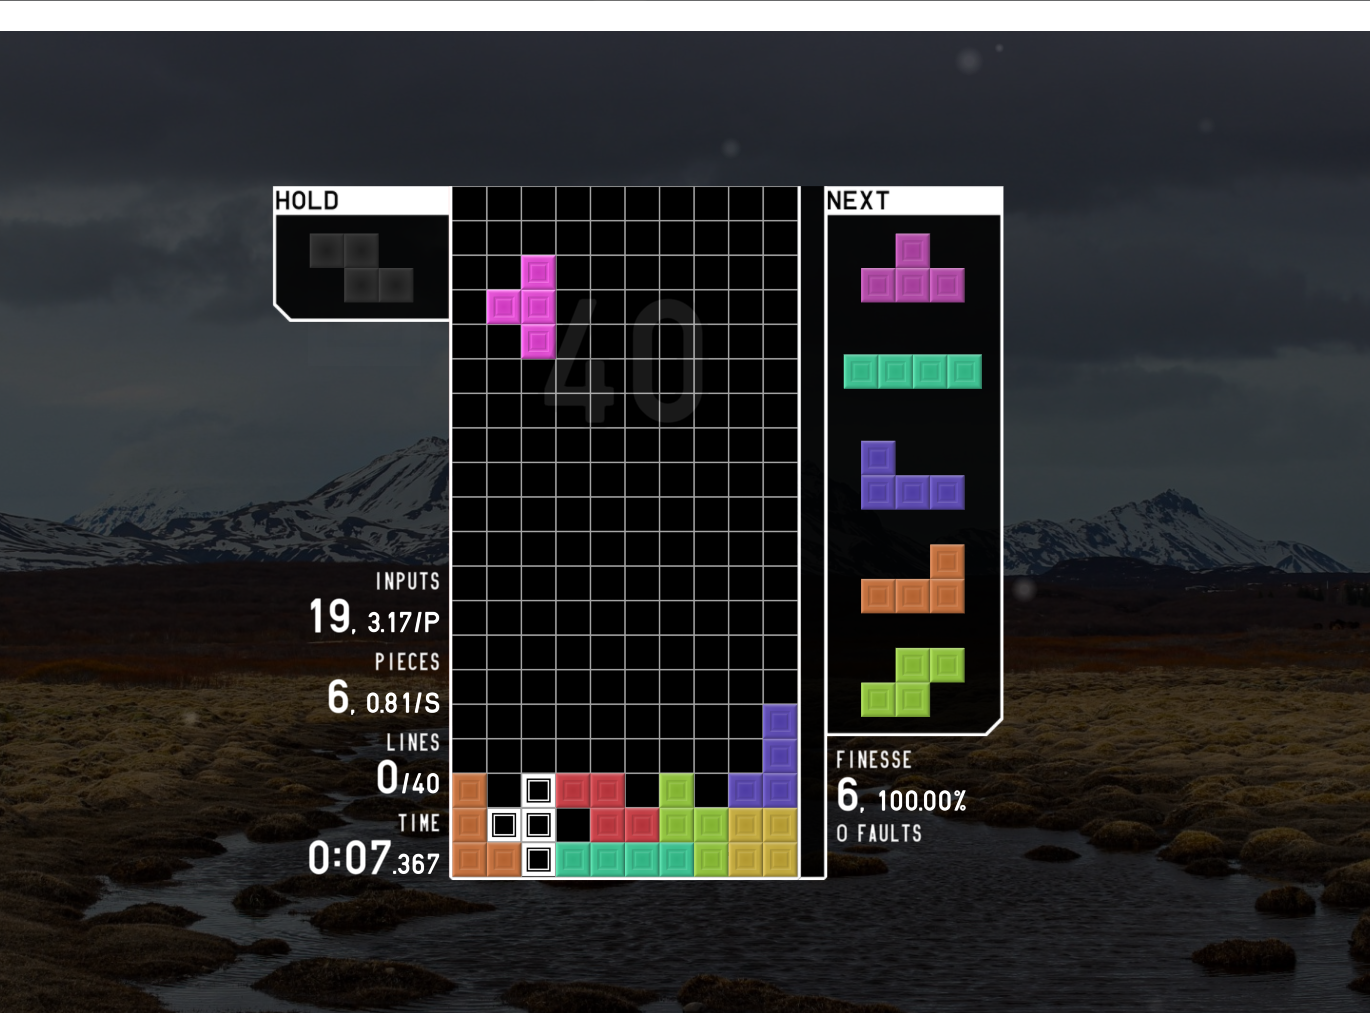 HOLD
NEXT
40
INPUTS
19, 3.17/P
PIECES
6, 0.81/S
LINES
0/40
TIME
0:07.367
FINESSE
6, 100.00%
0 FAULTS